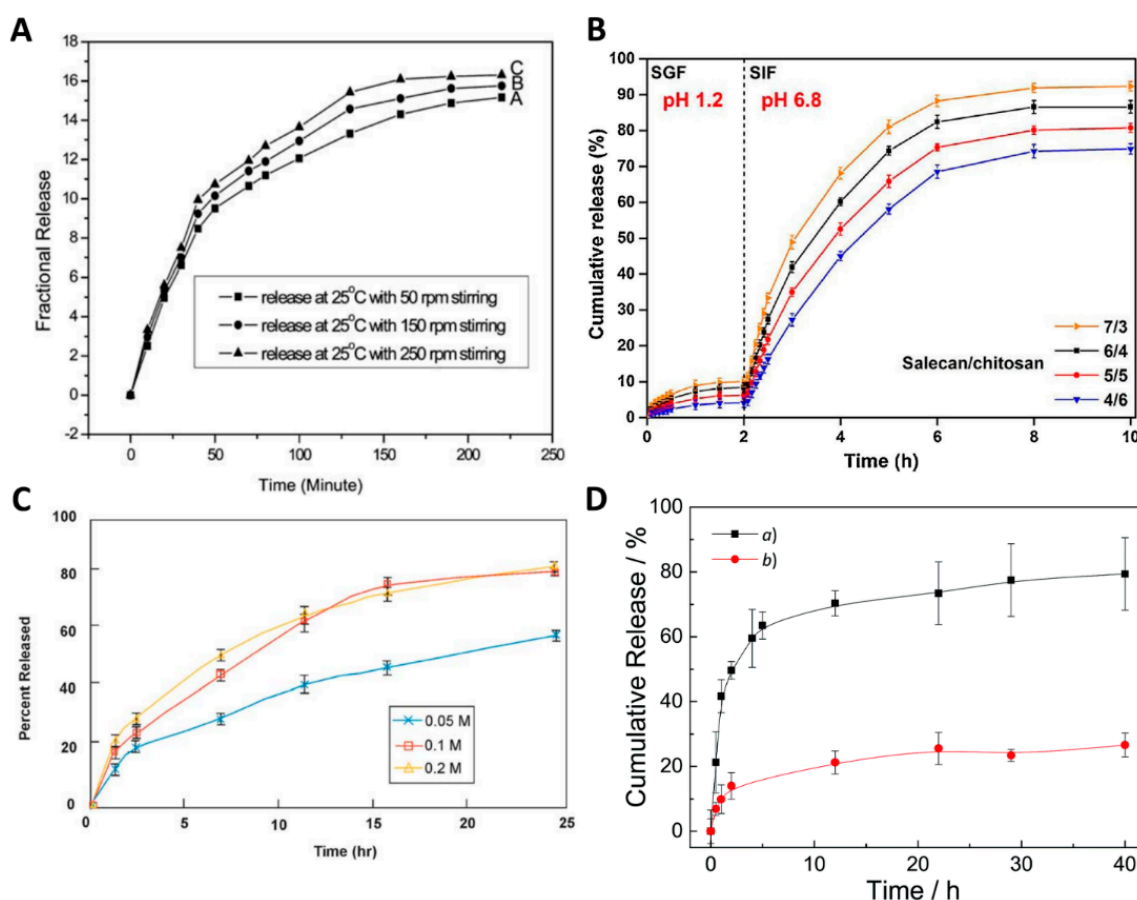 A
18
16
14
12
10
8
6
4
2
0
-2
Fractional Release
C
B
A
release at 25°C with 50 rpm stirring
release at 25°C with 150 rpm stirring
release at 25°C with 250 rpm stirring
0 50 100 150 200 250
Time (Minute)
B
100
90
80
70
60
50
40
30
20
10
0
Cumulative release (%)
SGF SIF
pH 1.2 pH 6.8
7/3
6/4
Salecan/chitosan
5/5
4/6
0 2 4 6 8 10
Time (h)
C
100
80
60
40
20
0
Percent Released
0.05 M
0.1 M
0.2 M
0 5 10 15 20 25
Time (hr)
D
100
80
60
40
20
0
Cumulative Release / %
a)
b)
0 10 20 30 40
Time / h